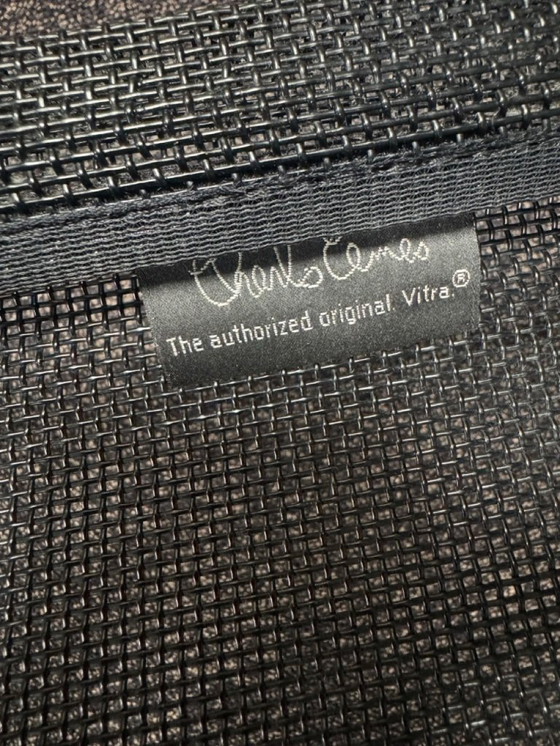 Charles Eames
The authorized original. Vitra.®